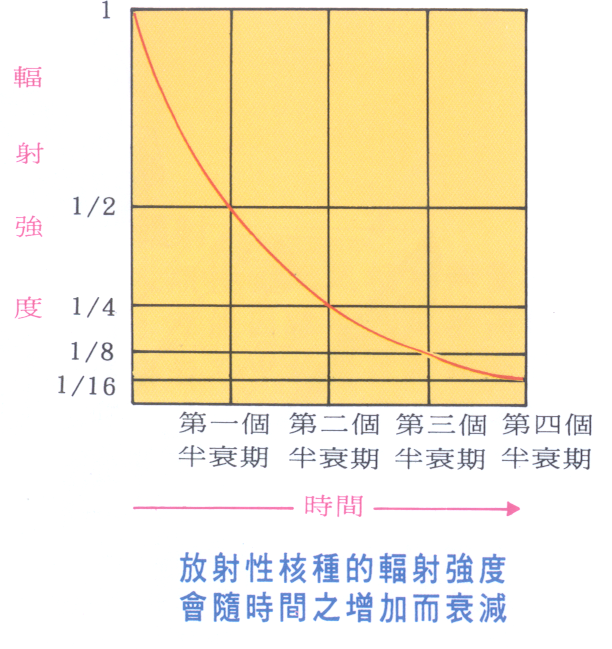 1
輻射強度
1/2
1/4
1/8
1/16
第一個半衰期
第二個半衰期
第三個半衰期
第四個半衰期
時間
放射性核種的輻射強度
會隨時間之增加而衰減